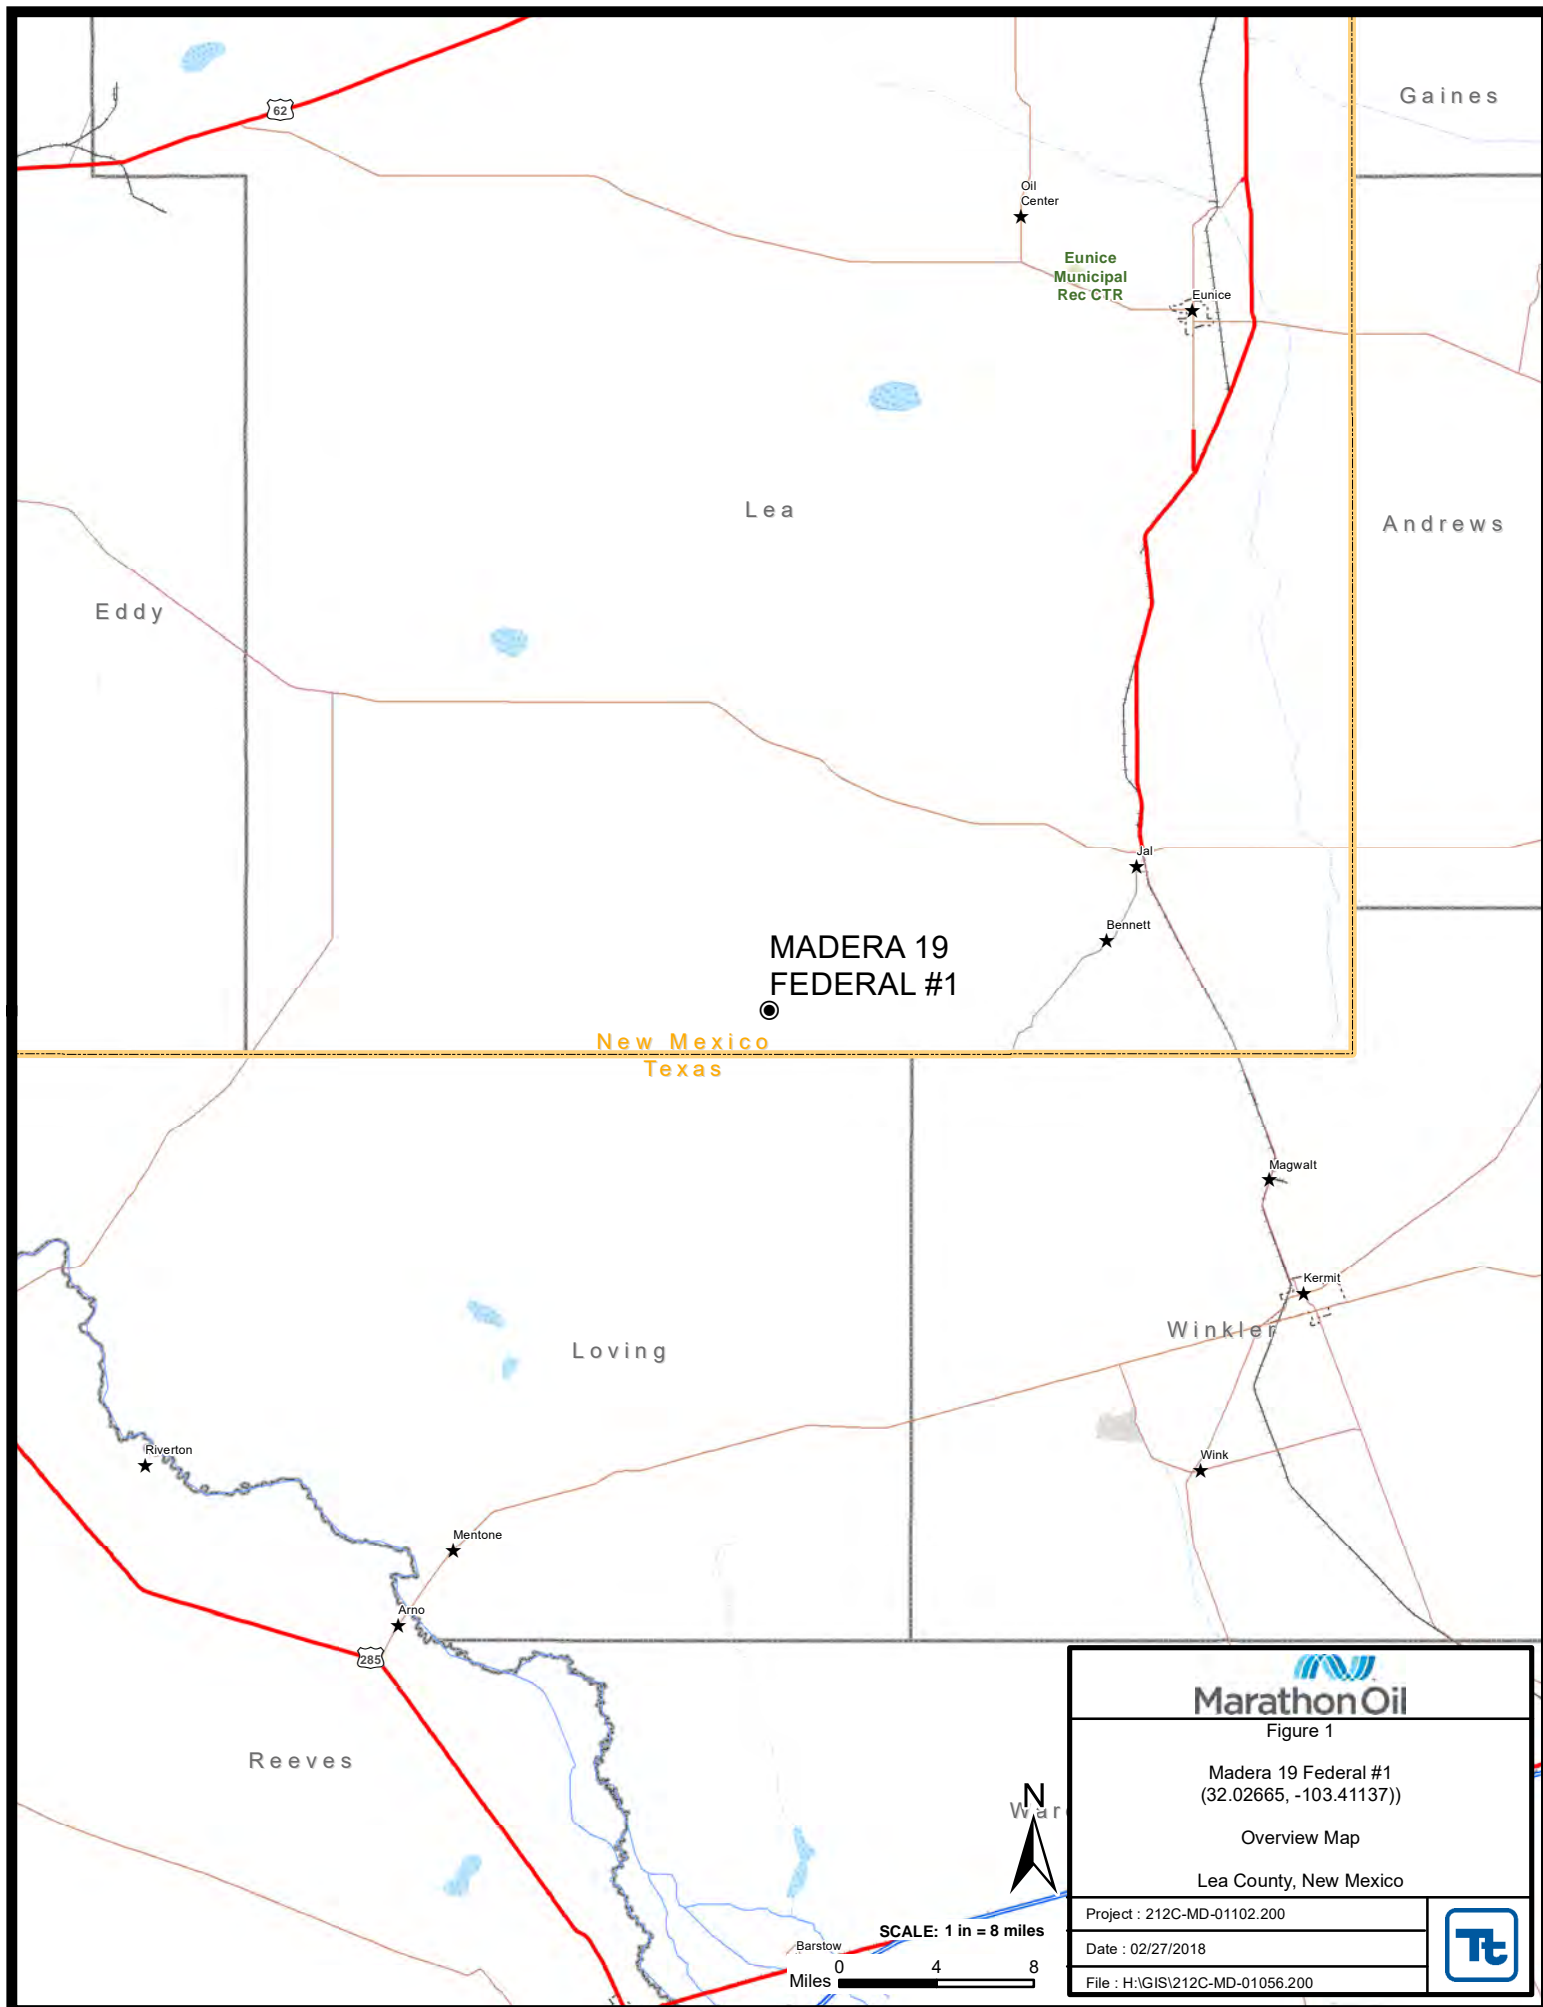 62
Gaines
Oil
Center
Eunice
Municipal
Rec CTR
Eunice
Lea
Andrews
Eddy
Jal
Bennett
MADERA 19
FEDERAL #1
New Mexico
Texas
Magwalt
Kermit
Winkler
Loving
Riverton
Wink
Mentone
Arno
285
Reeves
N
SCALE: 1 in = 8 miles
Barstow
0 4 8
Miles
Marathon Oil
Figure 1
Madera 19 Federal #1
(32.02665, -103.41137))
Overview Map
Lea County, New Mexico
Project : 212C-MD-01102.200
Date : 02/27/2018
File : H:\GIS\212C-MD-01056.200
Tt